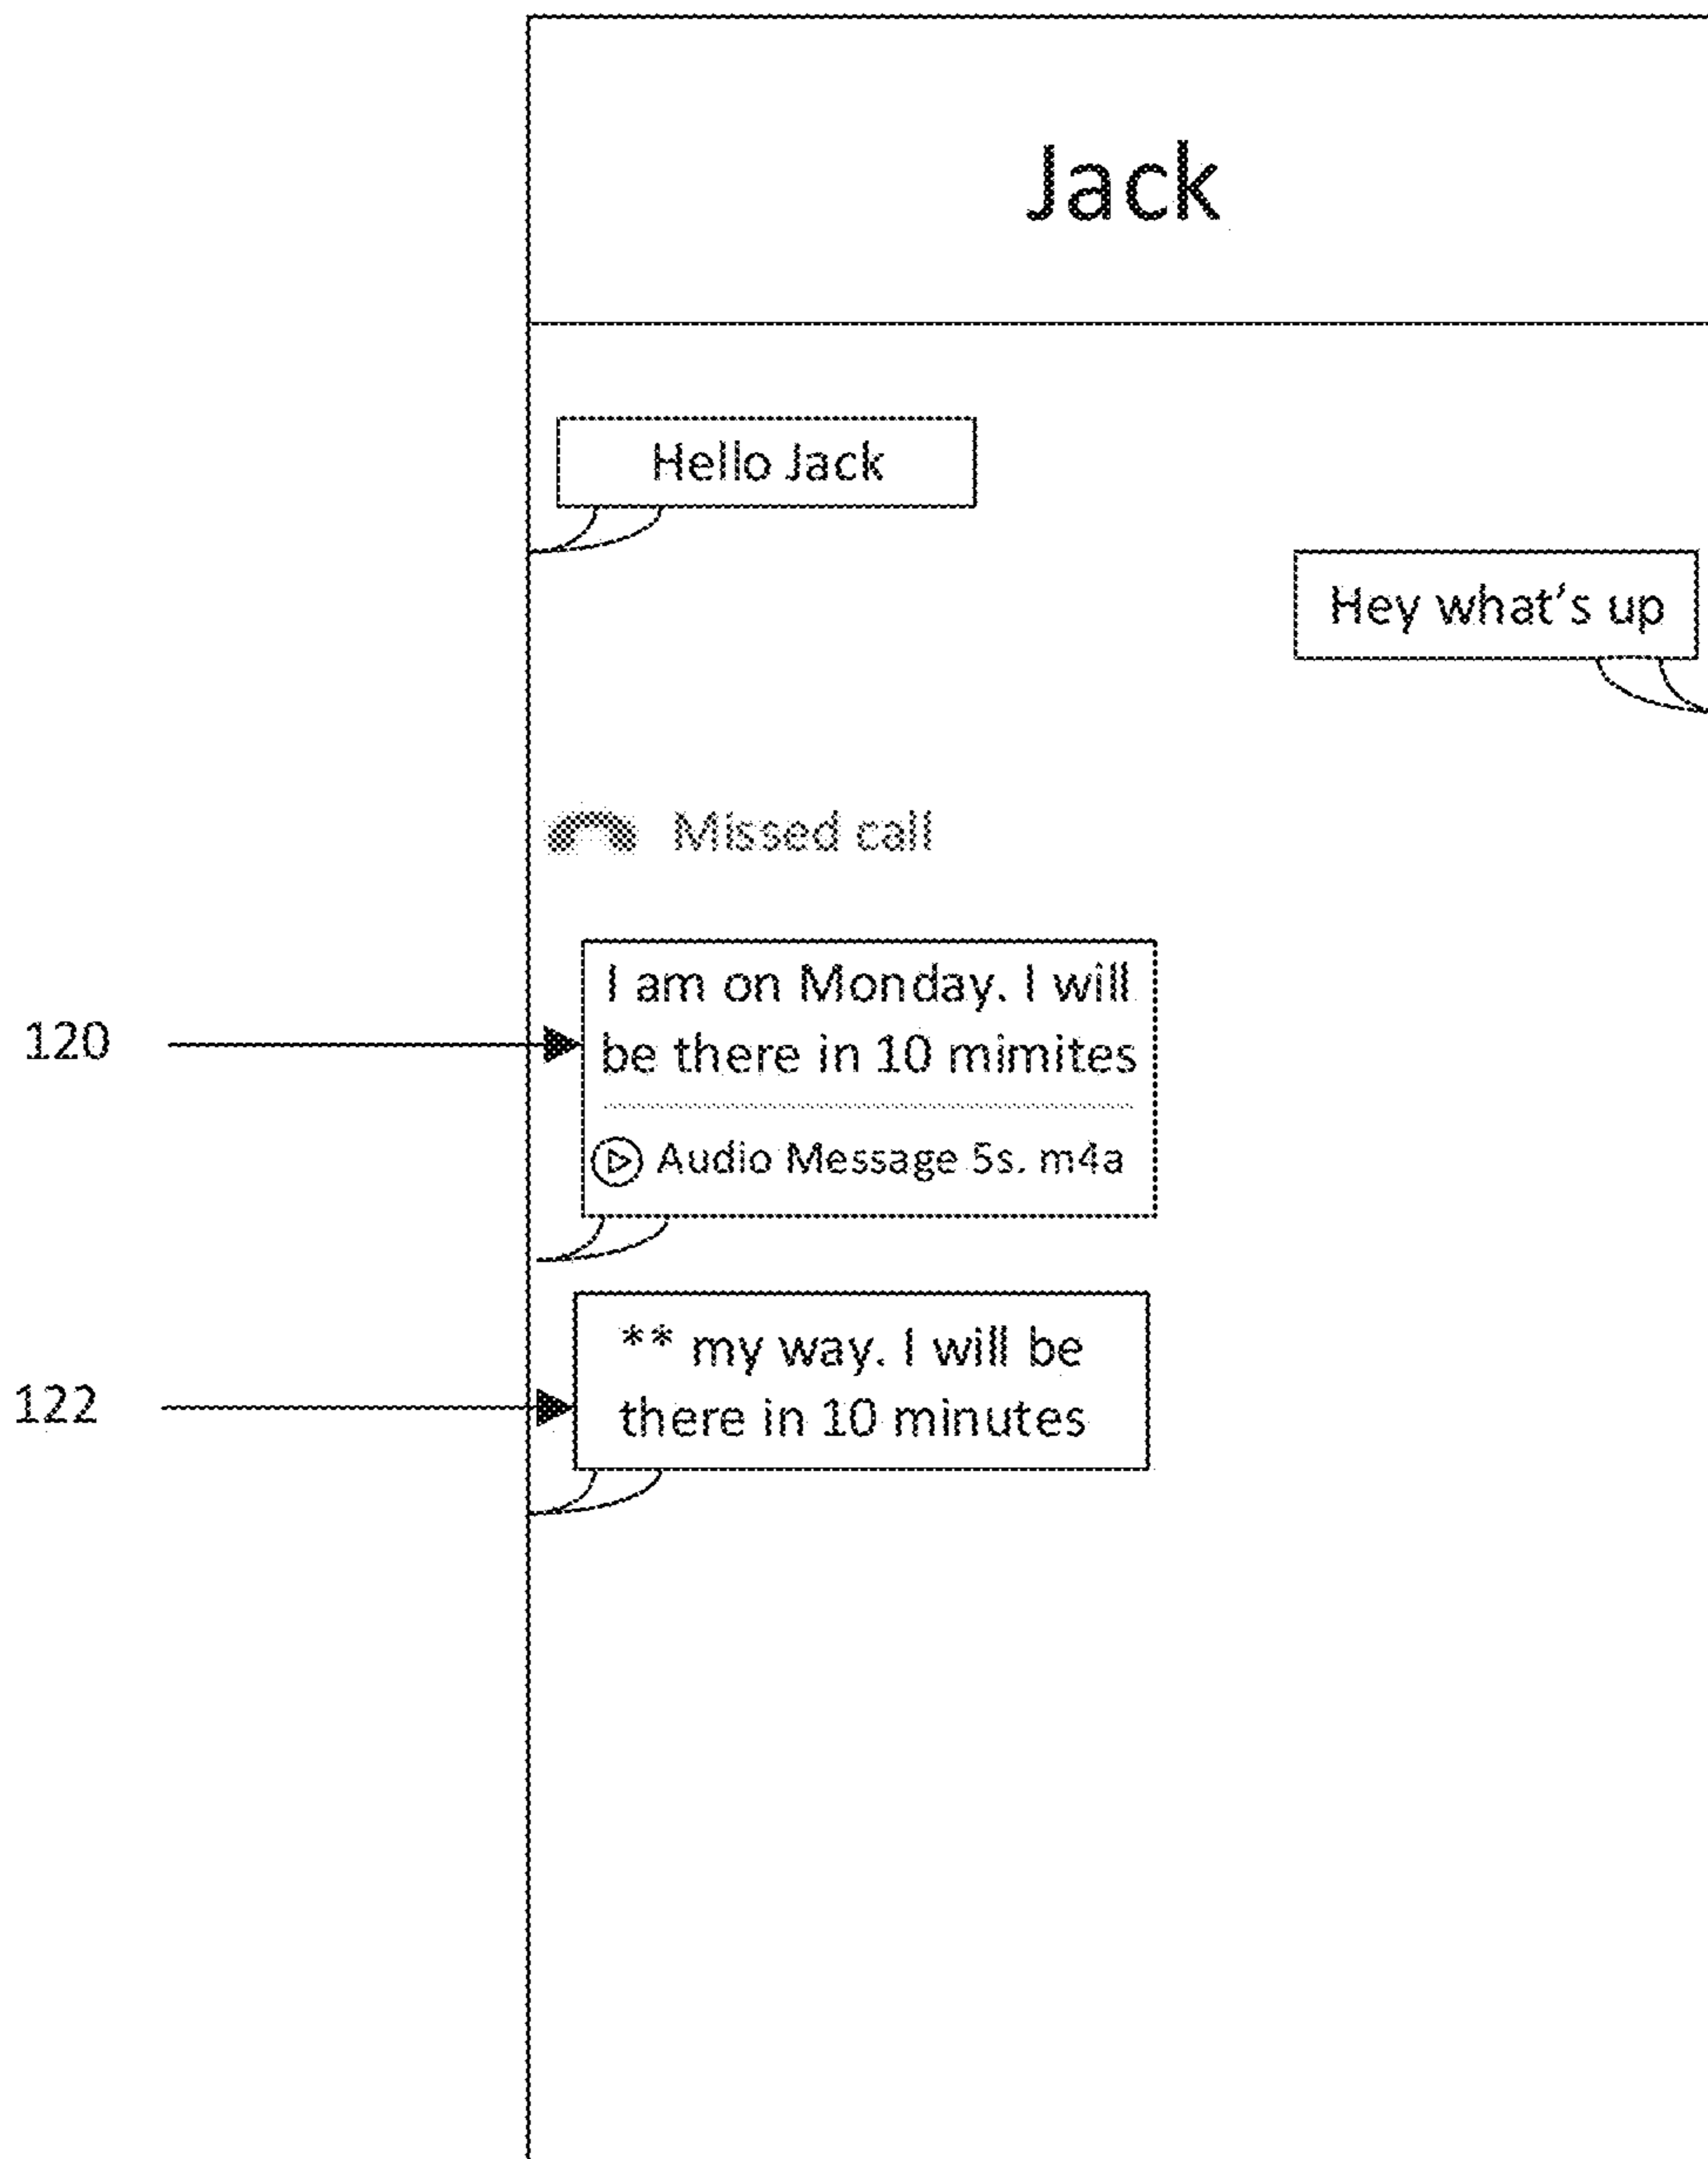 Jack
Hello Jack
Hey what's up
Missed call
I am on Monday. I will
be there in 10 mimites
120
Audio Message 5s. m4a
** my way. I will be
there in 10 minutes
122